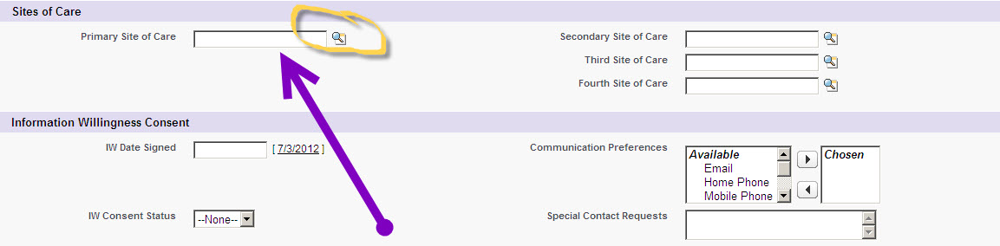 Sites of Care
Primary Site of Care
Secondary Site of Care
Third Site of Care
Fourth Site of Care
Information Willingness Consent
IW Date Signed [ 7/3/2012 ]
Communication Preferences
Available
Email
Home Phone
Mobile Phone
Chosen
IW Consent Status --None--
Special Contact Requests